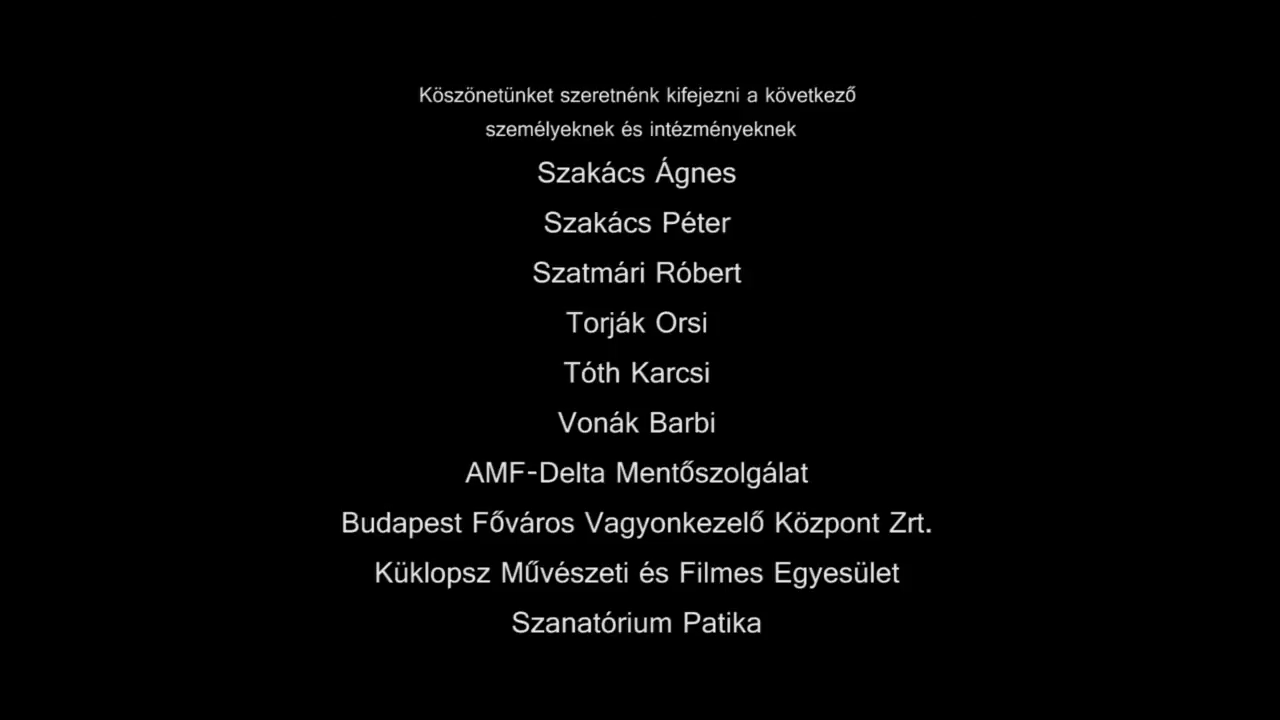 Köszönetünket szeretnénk kifejezni a következő
személyeknek és intézményeknek
Szakács Ágnes
Szakács Péter
Szatmári Róbert
Torják Orsi
Tóth Karcsi
Vonák Barbi
AMF-Delta Mentőszolgálat
Budapest Főváros Vagyonkezelő Központ Zrt.
Küklopsz Művészeti és Filmes Egyesület
Szanatórium Patika